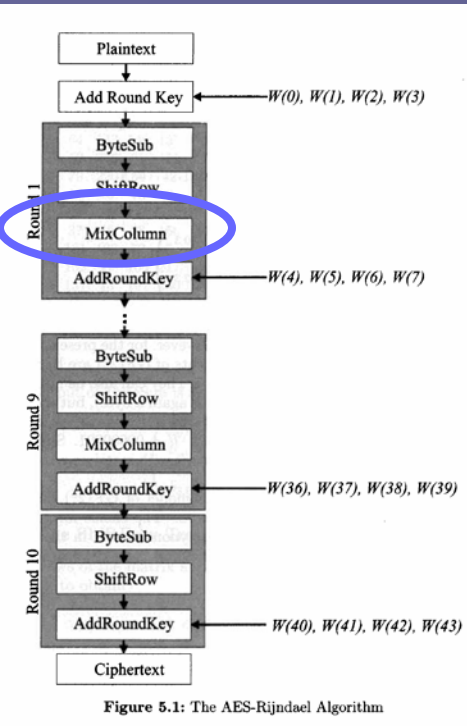 Plaintext
Add Round Key
W(0), W(1), W(2), W(3)
Round 1
ByteSub
ShiftRow
MixColumn
AddRoundKey
W(4), W(5), W(6), W(7)
Round 9
ByteSub
ShiftRow
MixColumn
AddRoundKey
W(36), W(37), W(38), W(39)
Round 10
ByteSub
ShiftRow
AddRoundKey
W(40), W(41), W(42), W(43)
Ciphertext
Figure 5.1: The AES-Rijndael Algorithm